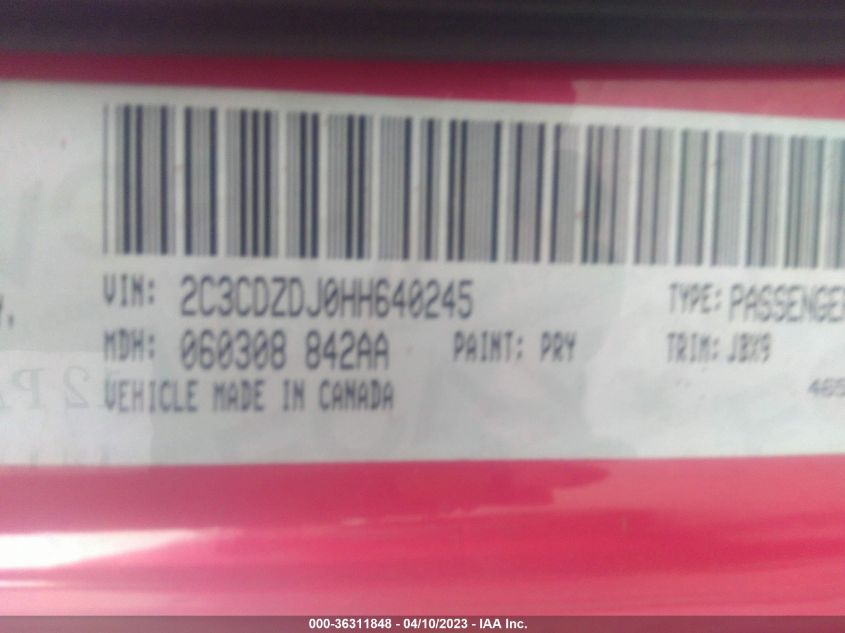 VIN: 2C3CDZDJ0HH640245 TYPE: PASSENGER
MDH: 060308 842AA PAINT: PRY TRIM: JBX9
VEHICLE MADE IN CANADA 465
000-36311848 - 04/10/2023 - IAA Inc.